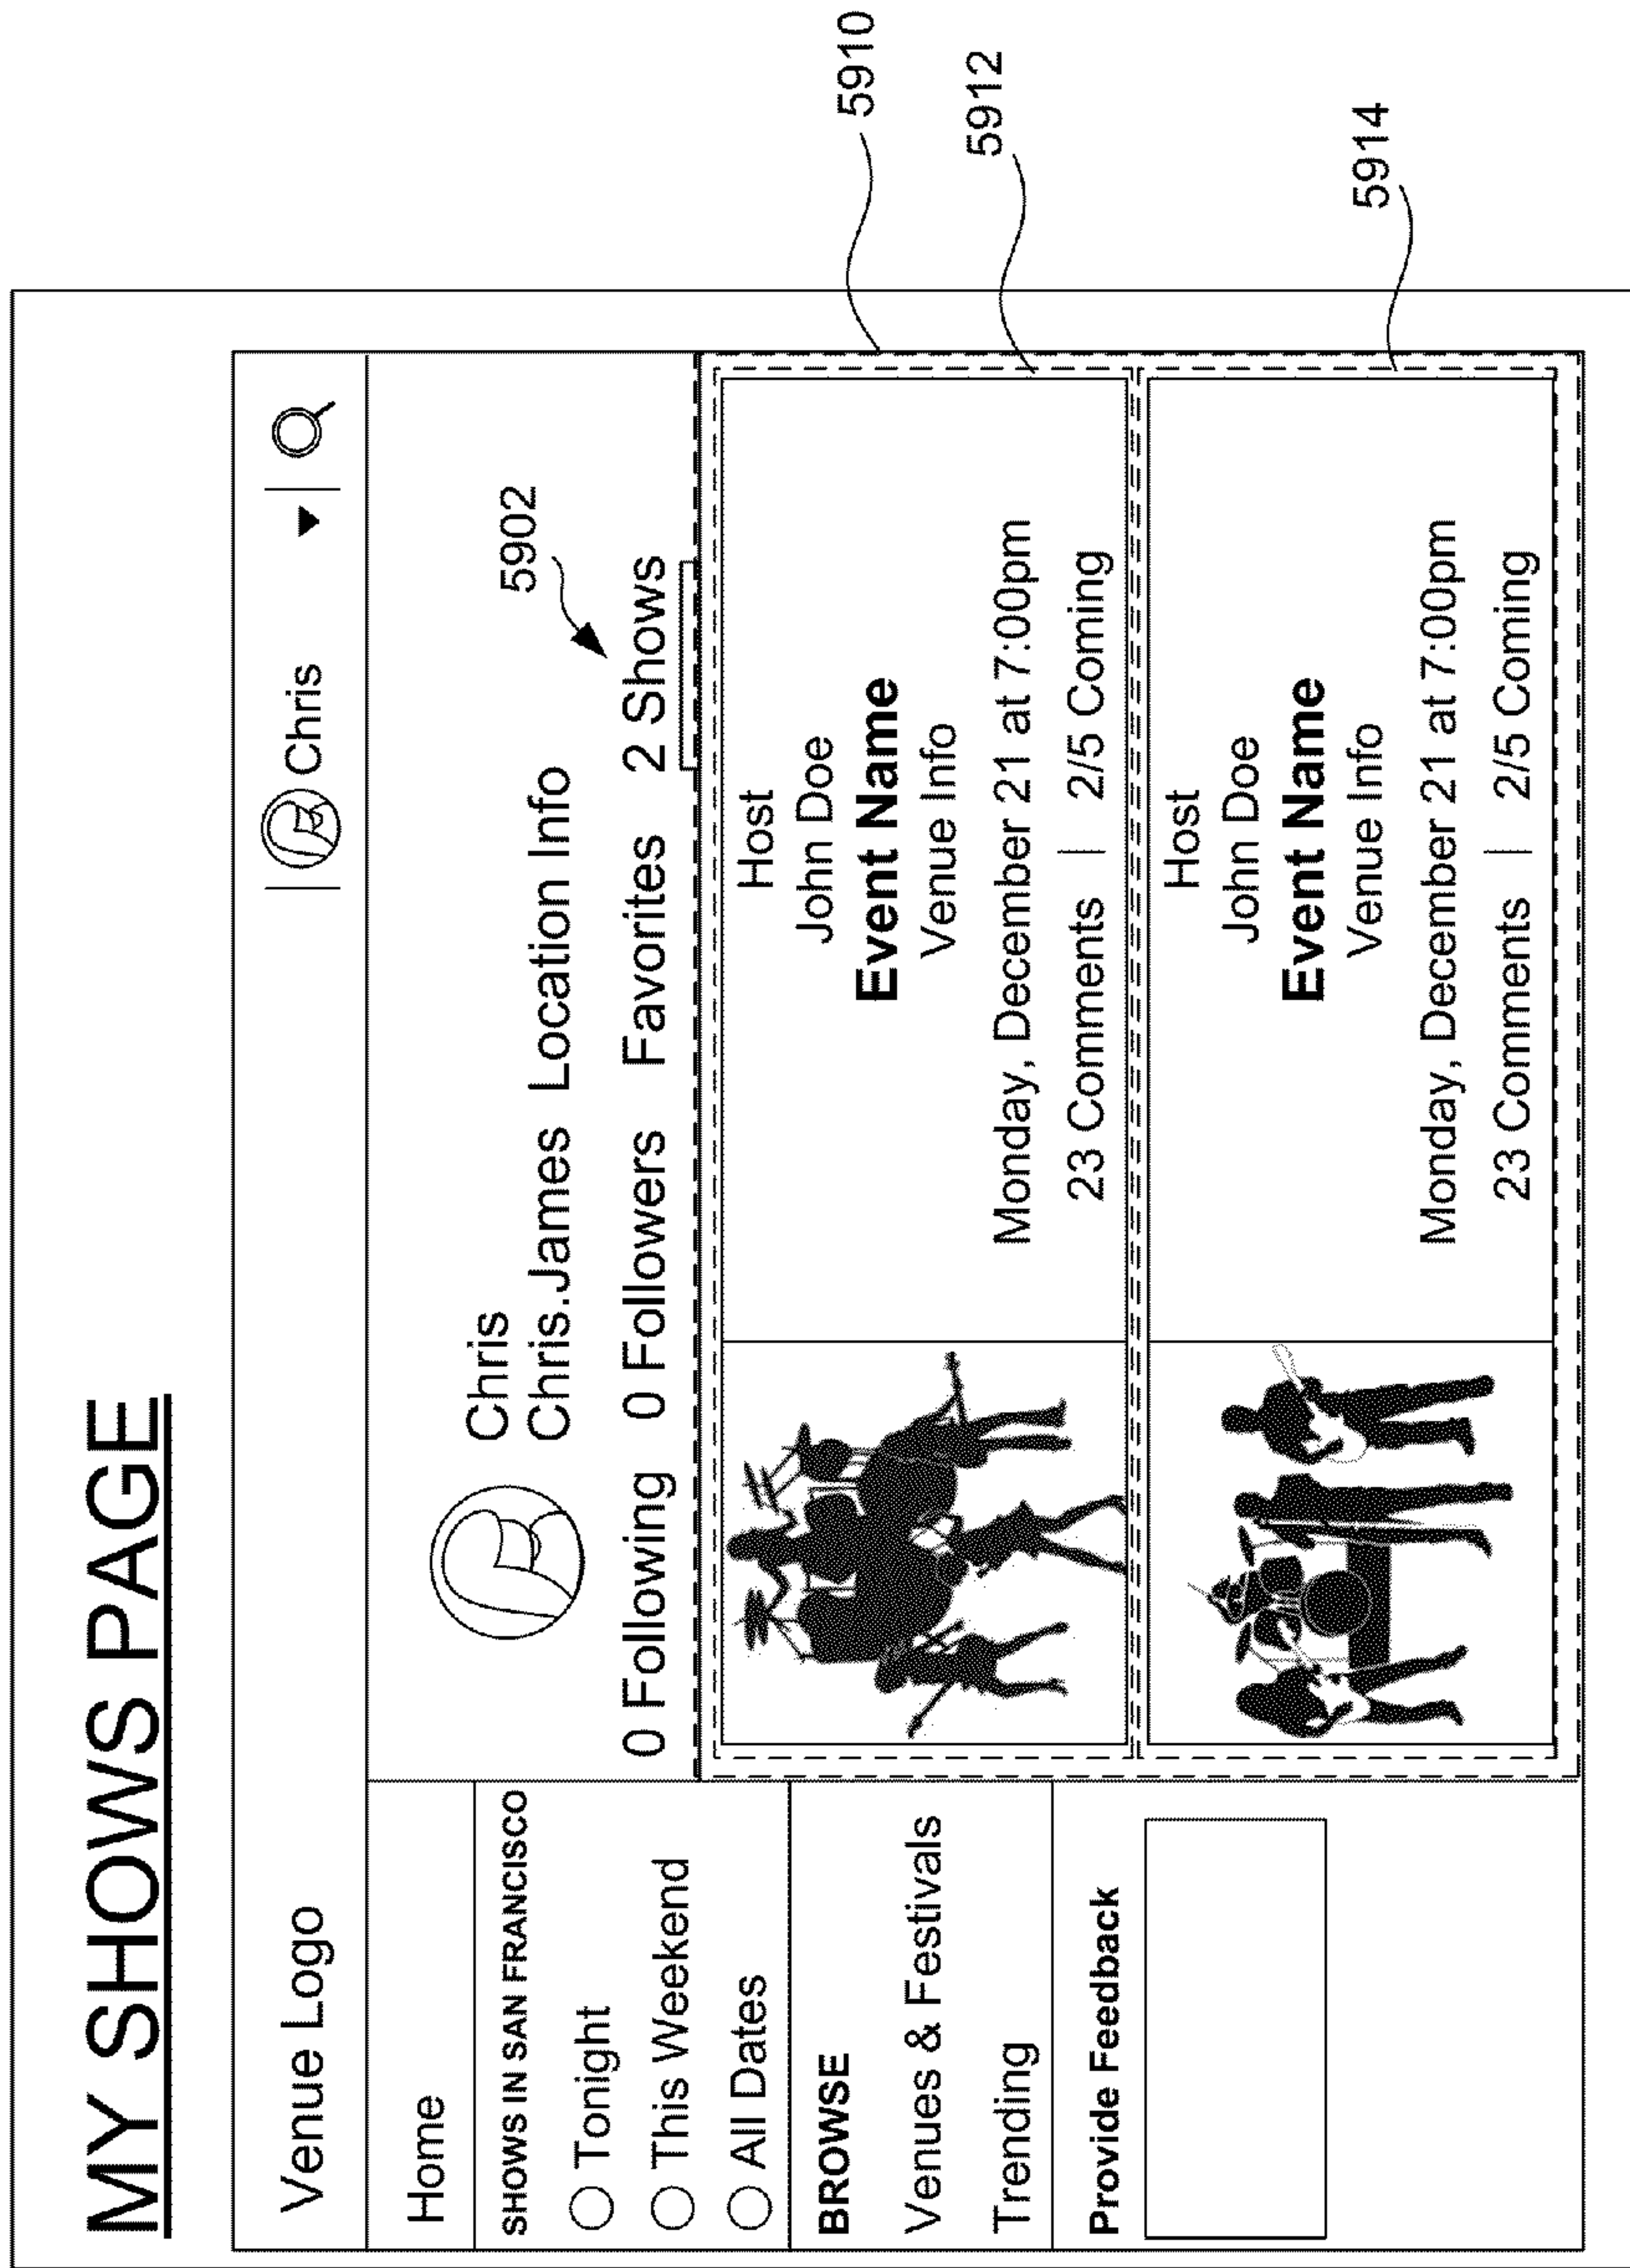 MY SHOWS PAGE
Venue Logo
Chris
Home
SHOWS IN SAN FRANCISCO
Tonight
This Weekend
All Dates
BROWSE
Venues & Festivals
Trending
Provide Feedback
Chris
Chris.James Location Info
5902
0 Following 0 Followers Favorites 2 Shows
5910
5912
Host
John Doe
Event Name
Venue Info
Monday, December 21 at 7:00pm
23 Comments | 2/5 Coming
5914
Host
John Doe
Event Name
Venue Info
Monday, December 21 at 7:00pm
23 Comments | 2/5 Coming